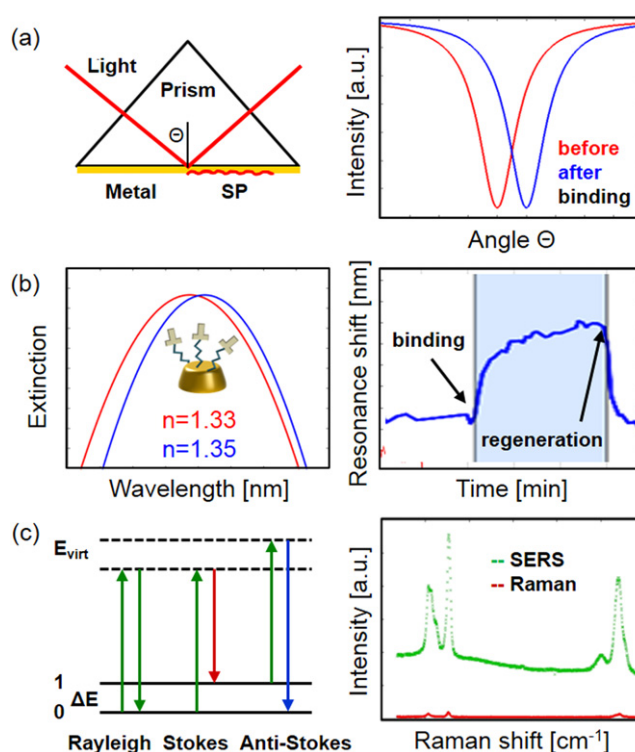 (a)
Light
Prism
Θ
Metal
SP
Intensity [a.u.]
before
after
binding
Angle Θ
(b)
Extinction
n=1.33
n=1.35
Wavelength [nm]
Resonance shift [nm]
binding
regeneration
Time [min]
(c)
E_virt
1
ΔE
0
Rayleigh Stokes Anti-Stokes
Intensity [a.u.]
SERS
Raman
Raman shift [cm⁻¹]